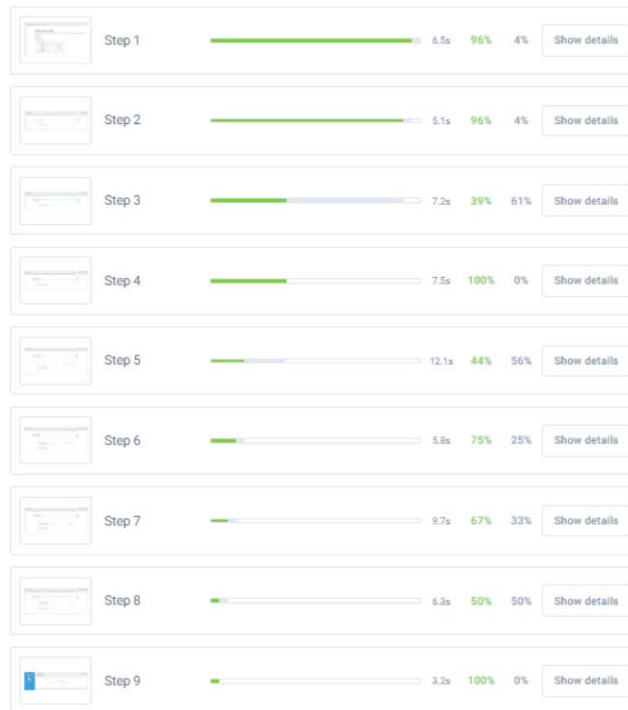 Step 1 6.5s 96% 4% Show details
Step 2 5.1s 96% 4% Show details
Step 3 7.2s 39% 61% Show details
Step 4 7.5s 100% 0% Show details
Step 5 12.1s 44% 56% Show details
Step 6 5.8s 75% 25% Show details
Step 7 9.7s 67% 33% Show details
Step 8 6.3s 50% 50% Show details
Step 9 3.2s 100% 0% Show details